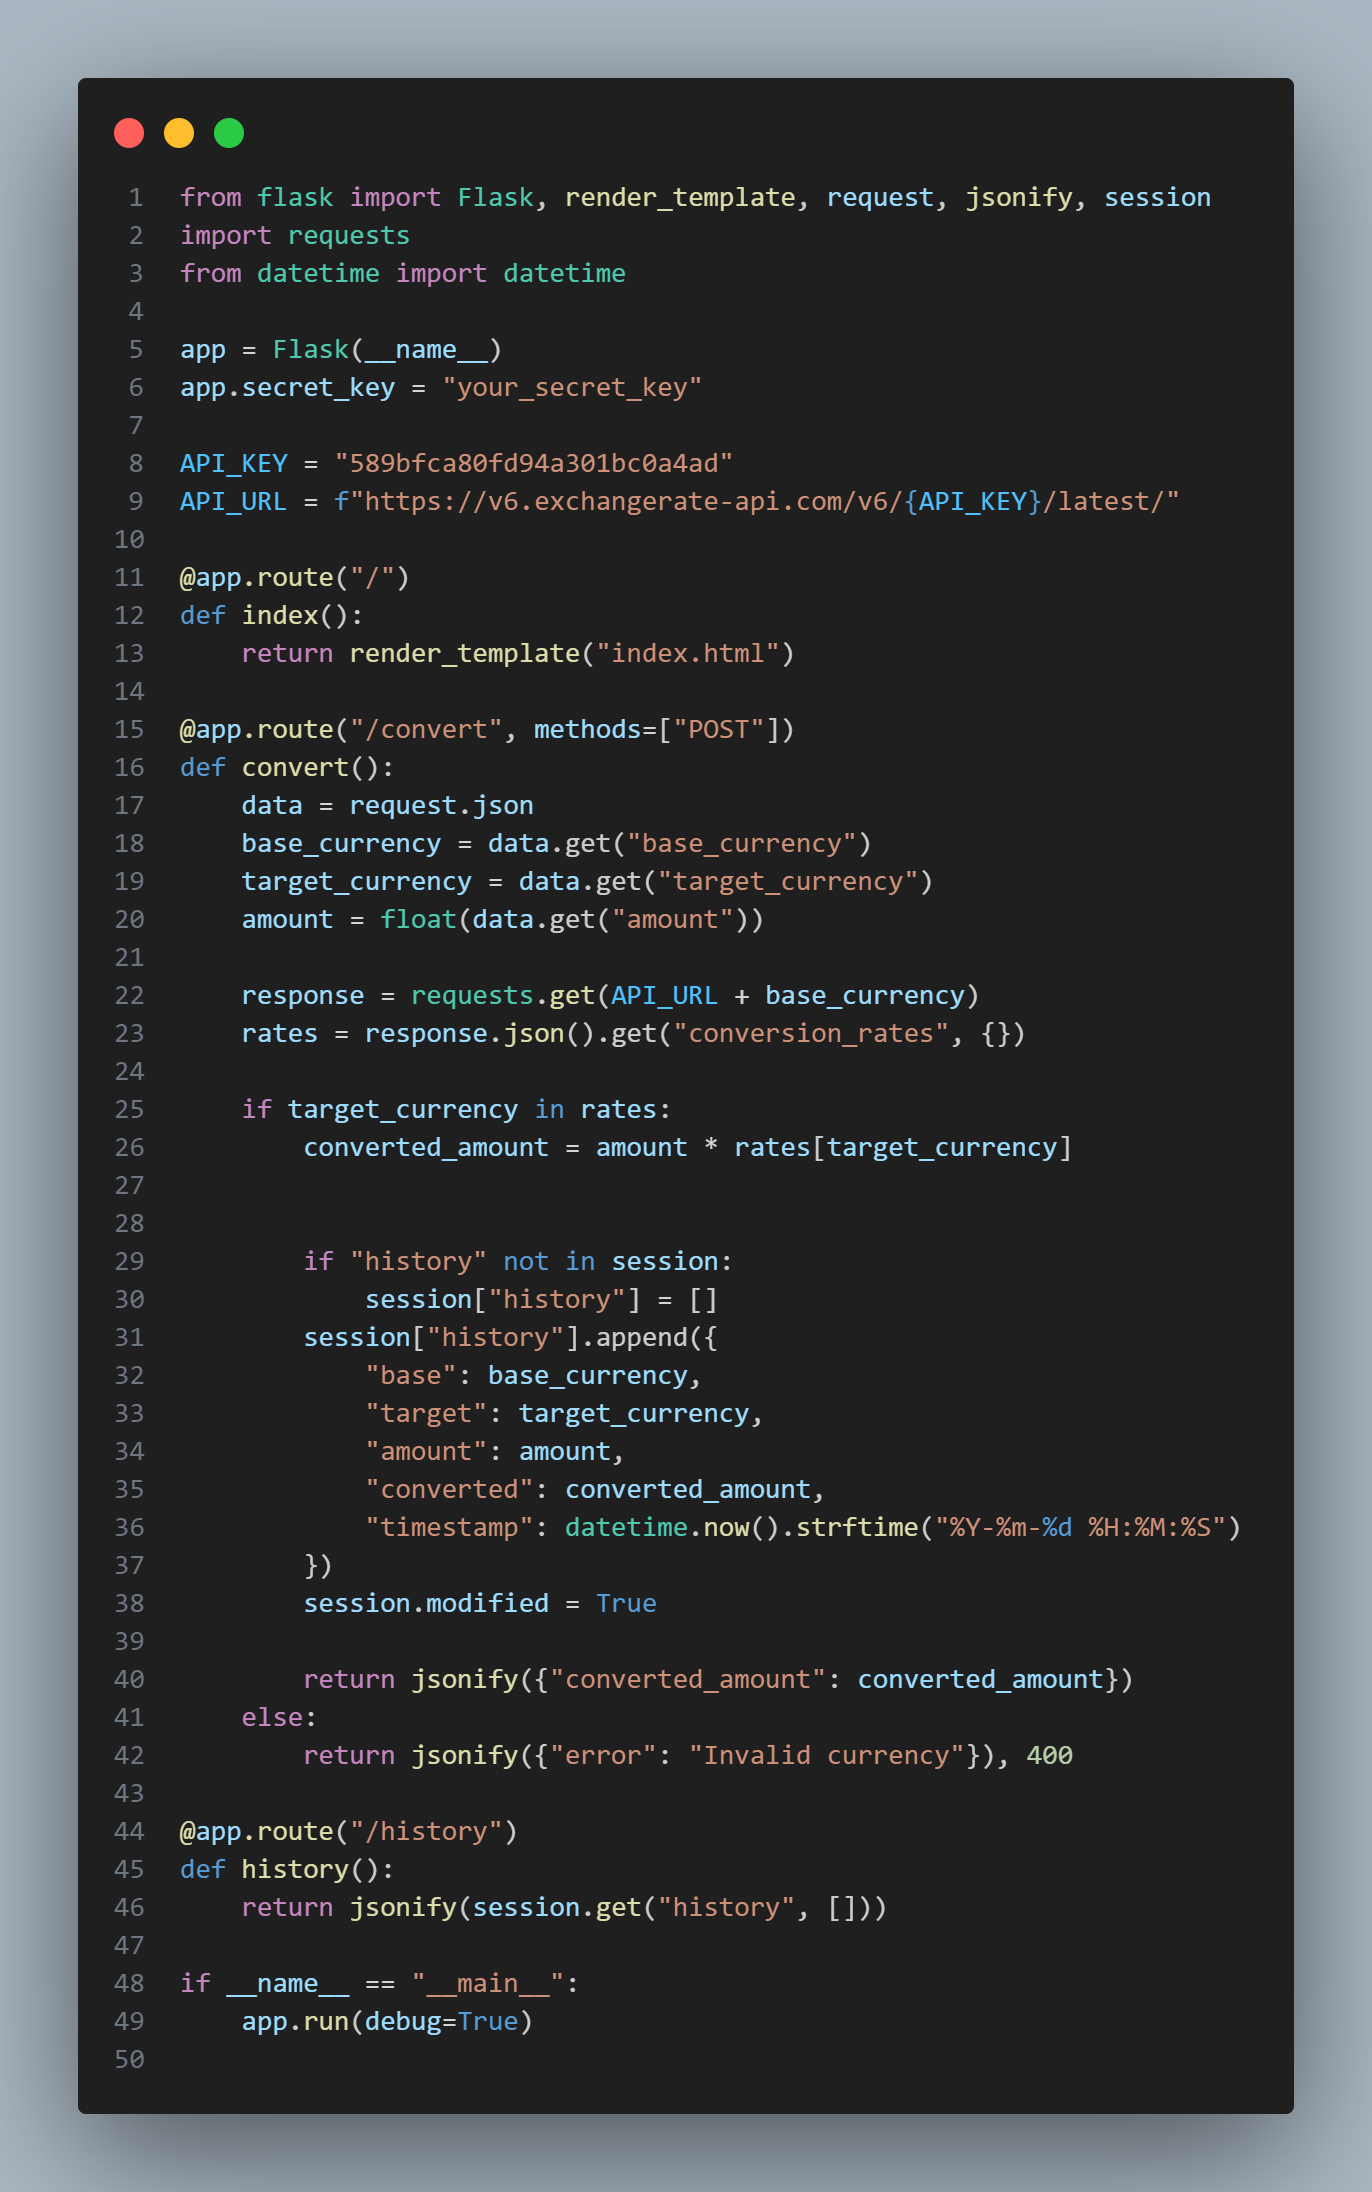 1 from flask import Flask, render_template, request, jsonify, session
2 import requests
3 from datetime import datetime
4
5 app = Flask(__name__)
6 app.secret_key = "your_secret_key"
7
8 API_KEY = "589bfca80fd94a301bc0a4ad"
9 API_URL = f"https://v6.exchangerate-api.com/v6/{API_KEY}/latest/"
10
11 @app.route("/")
12 def index():
13     return render_template("index.html")
14
15 @app.route("/convert", methods=["POST"])
16 def convert():
17     data = request.json
18     base_currency = data.get("base_currency")
19     target_currency = data.get("target_currency")
20     amount = float(data.get("amount"))
21
22     response = requests.get(API_URL + base_currency)
23     rates = response.json().get("conversion_rates", {})
24
25     if target_currency in rates:
26         converted_amount = amount * rates[target_currency]
27
28
29         if "history" not in session:
30             session["history"] = []
31         session["history"].append({
32             "base": base_currency,
33             "target": target_currency,
34             "amount": amount,
35             "converted": converted_amount,
36             "timestamp": datetime.now().strftime("%Y-%m-%d %H:%M:%S")
37         })
38         session.modified = True
39
40         return jsonify({"converted_amount": converted_amount})
41     else:
42         return jsonify({"error": "Invalid currency"}), 400
43
44 @app.route("/history")
45 def history():
46     return jsonify(session.get("history", []))
47
48 if __name__ == "__main__":
49     app.run(debug=True)
50